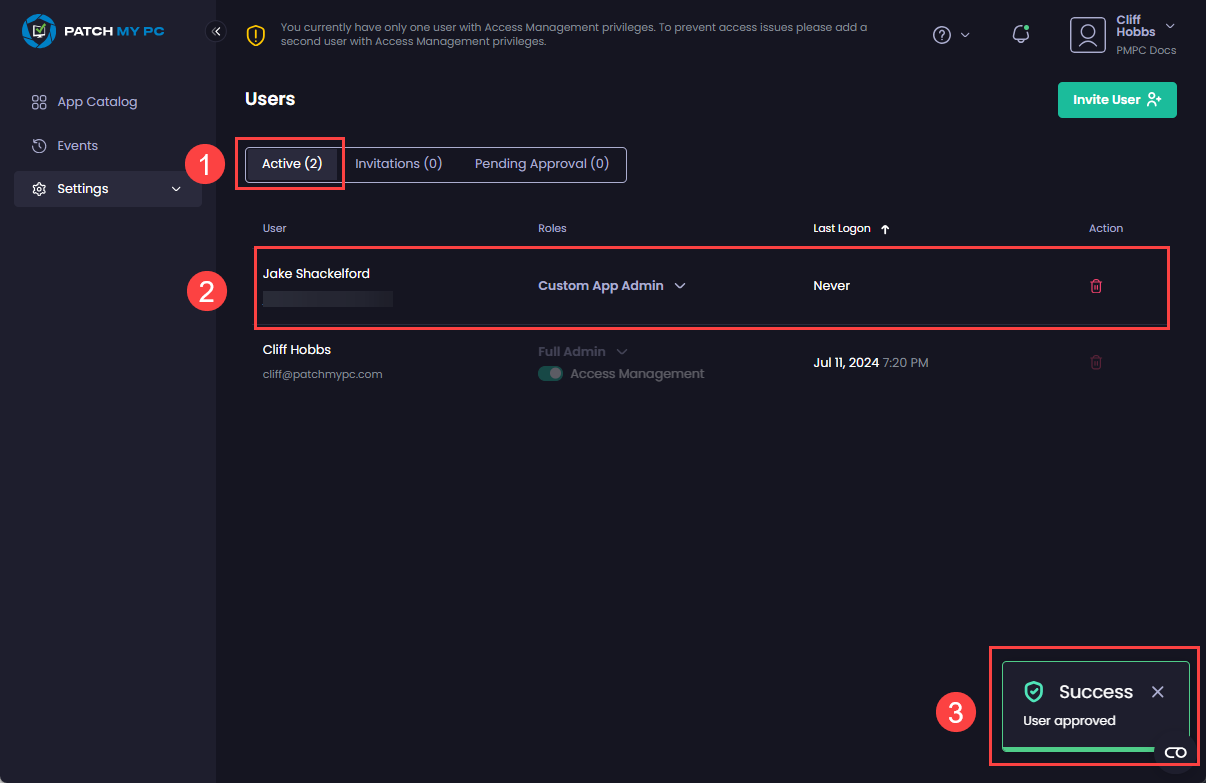 PATCH MY PC
You currently have only one user with Access Management privileges. To prevent access issues please add a
second user with Access Management privileges.
Cliff
Hobbs
PMPC Docs
App Catalog
Events
Settings
Users
Invite User
1
Active (2)
Invitations (0)
Pending Approval (0)
User
Roles
Last Logon
Action
2
Jake Shackelford
Custom App Admin
Never
Cliff Hobbs
cliff@patchmypc.com
Full Admin
Access Management
Jul 11, 2024 7:20 PM
3
Success
User approved